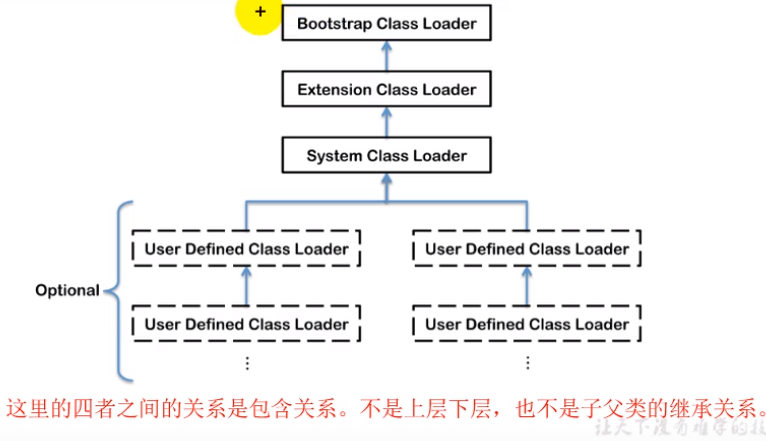 +
Bootstrap Class Loader
Extension Class Loader
System Class Loader
User Defined Class Loader
User Defined Class Loader
Optional
User Defined Class Loader
User Defined Class Loader
⋮
⋮
这里的四者之间的关系是包含关系。不是上层下层，也不是子父类的继承关系。
让天下没有难学的技